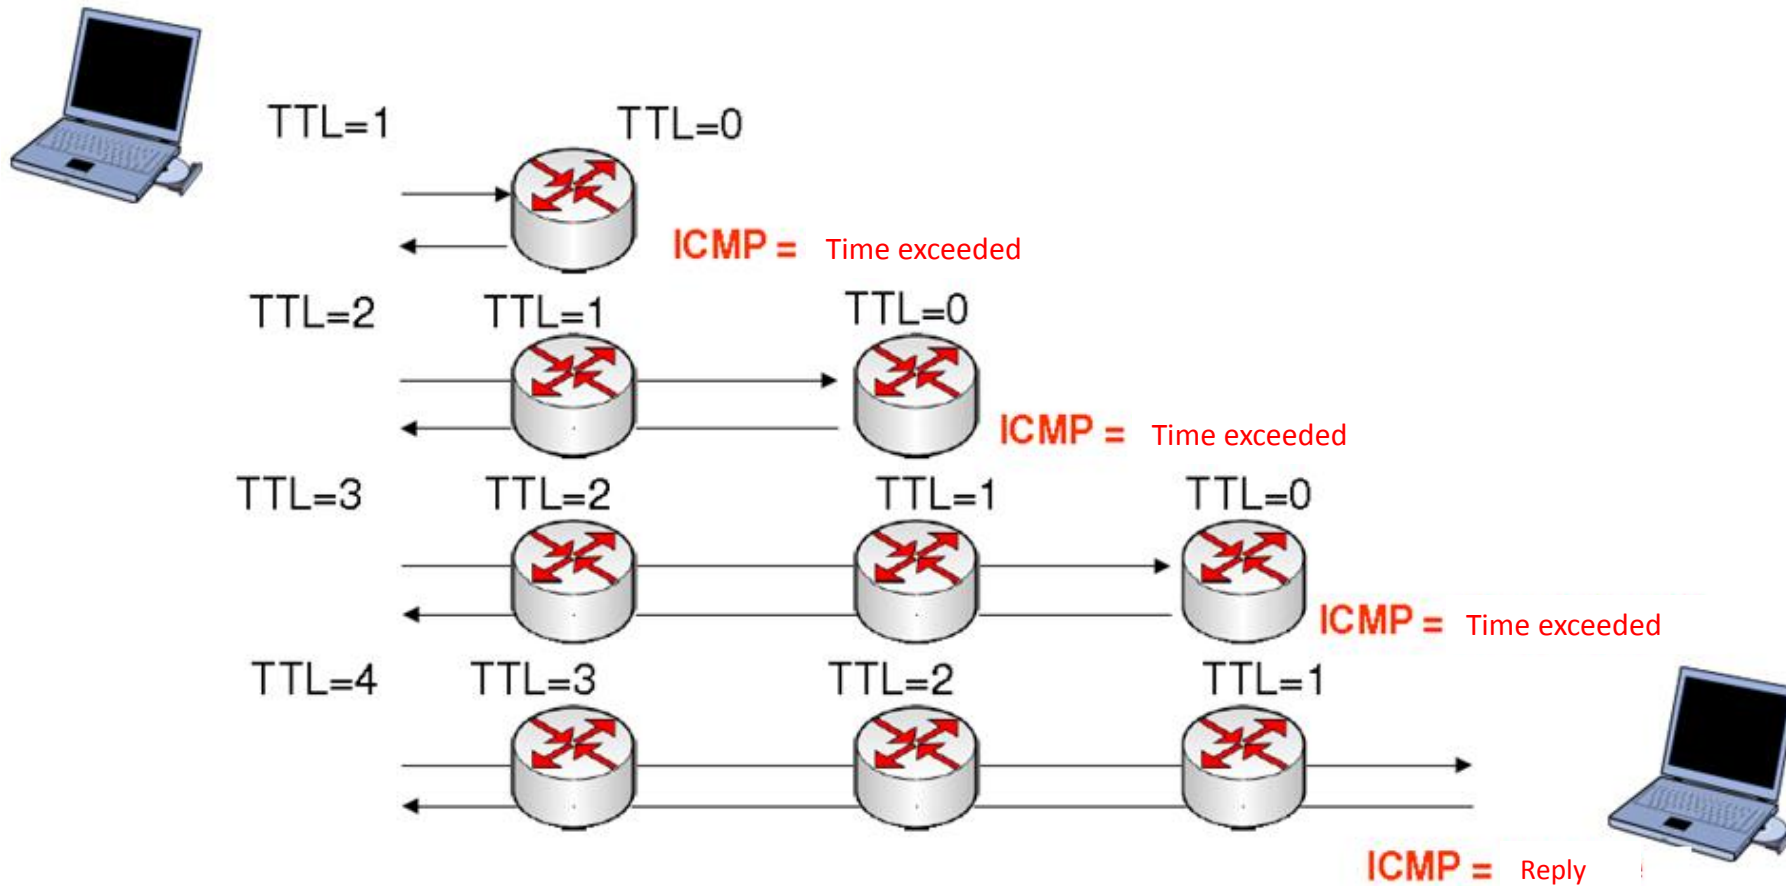 TTL=1 TTL=0
ICMP = Time exceeded
TTL=2 TTL=1 TTL=0
ICMP = Time exceeded
TTL=3 TTL=2 TTL=1 TTL=0
ICMP = Time exceeded
TTL=4 TTL=3 TTL=2 TTL=1
ICMP = Reply